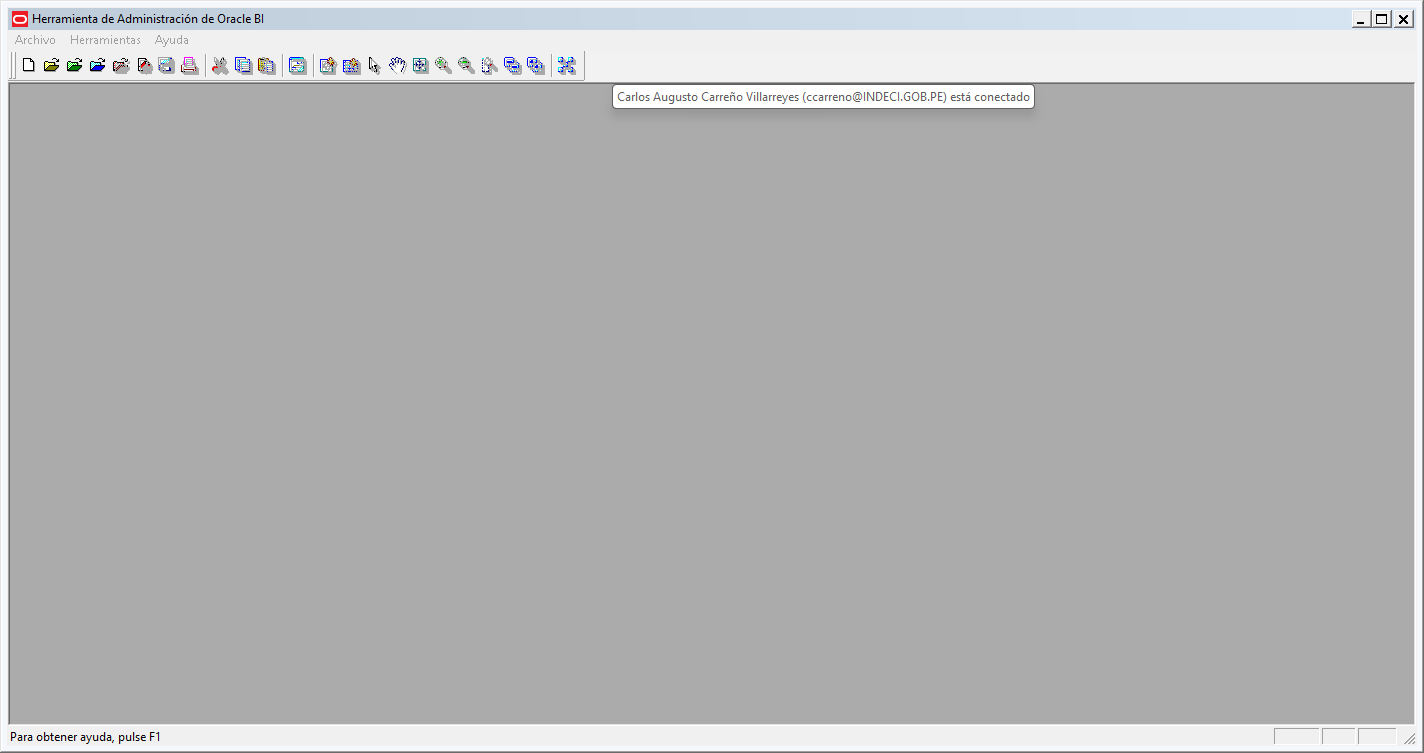 Herramienta de Administración de Oracle BI
Archivo Herramientas Ayuda
Carlos Augusto Carreño Villarreyes (ccarreno@INDECI.GOB.PE) está conectado
Para obtener ayuda, pulse F1